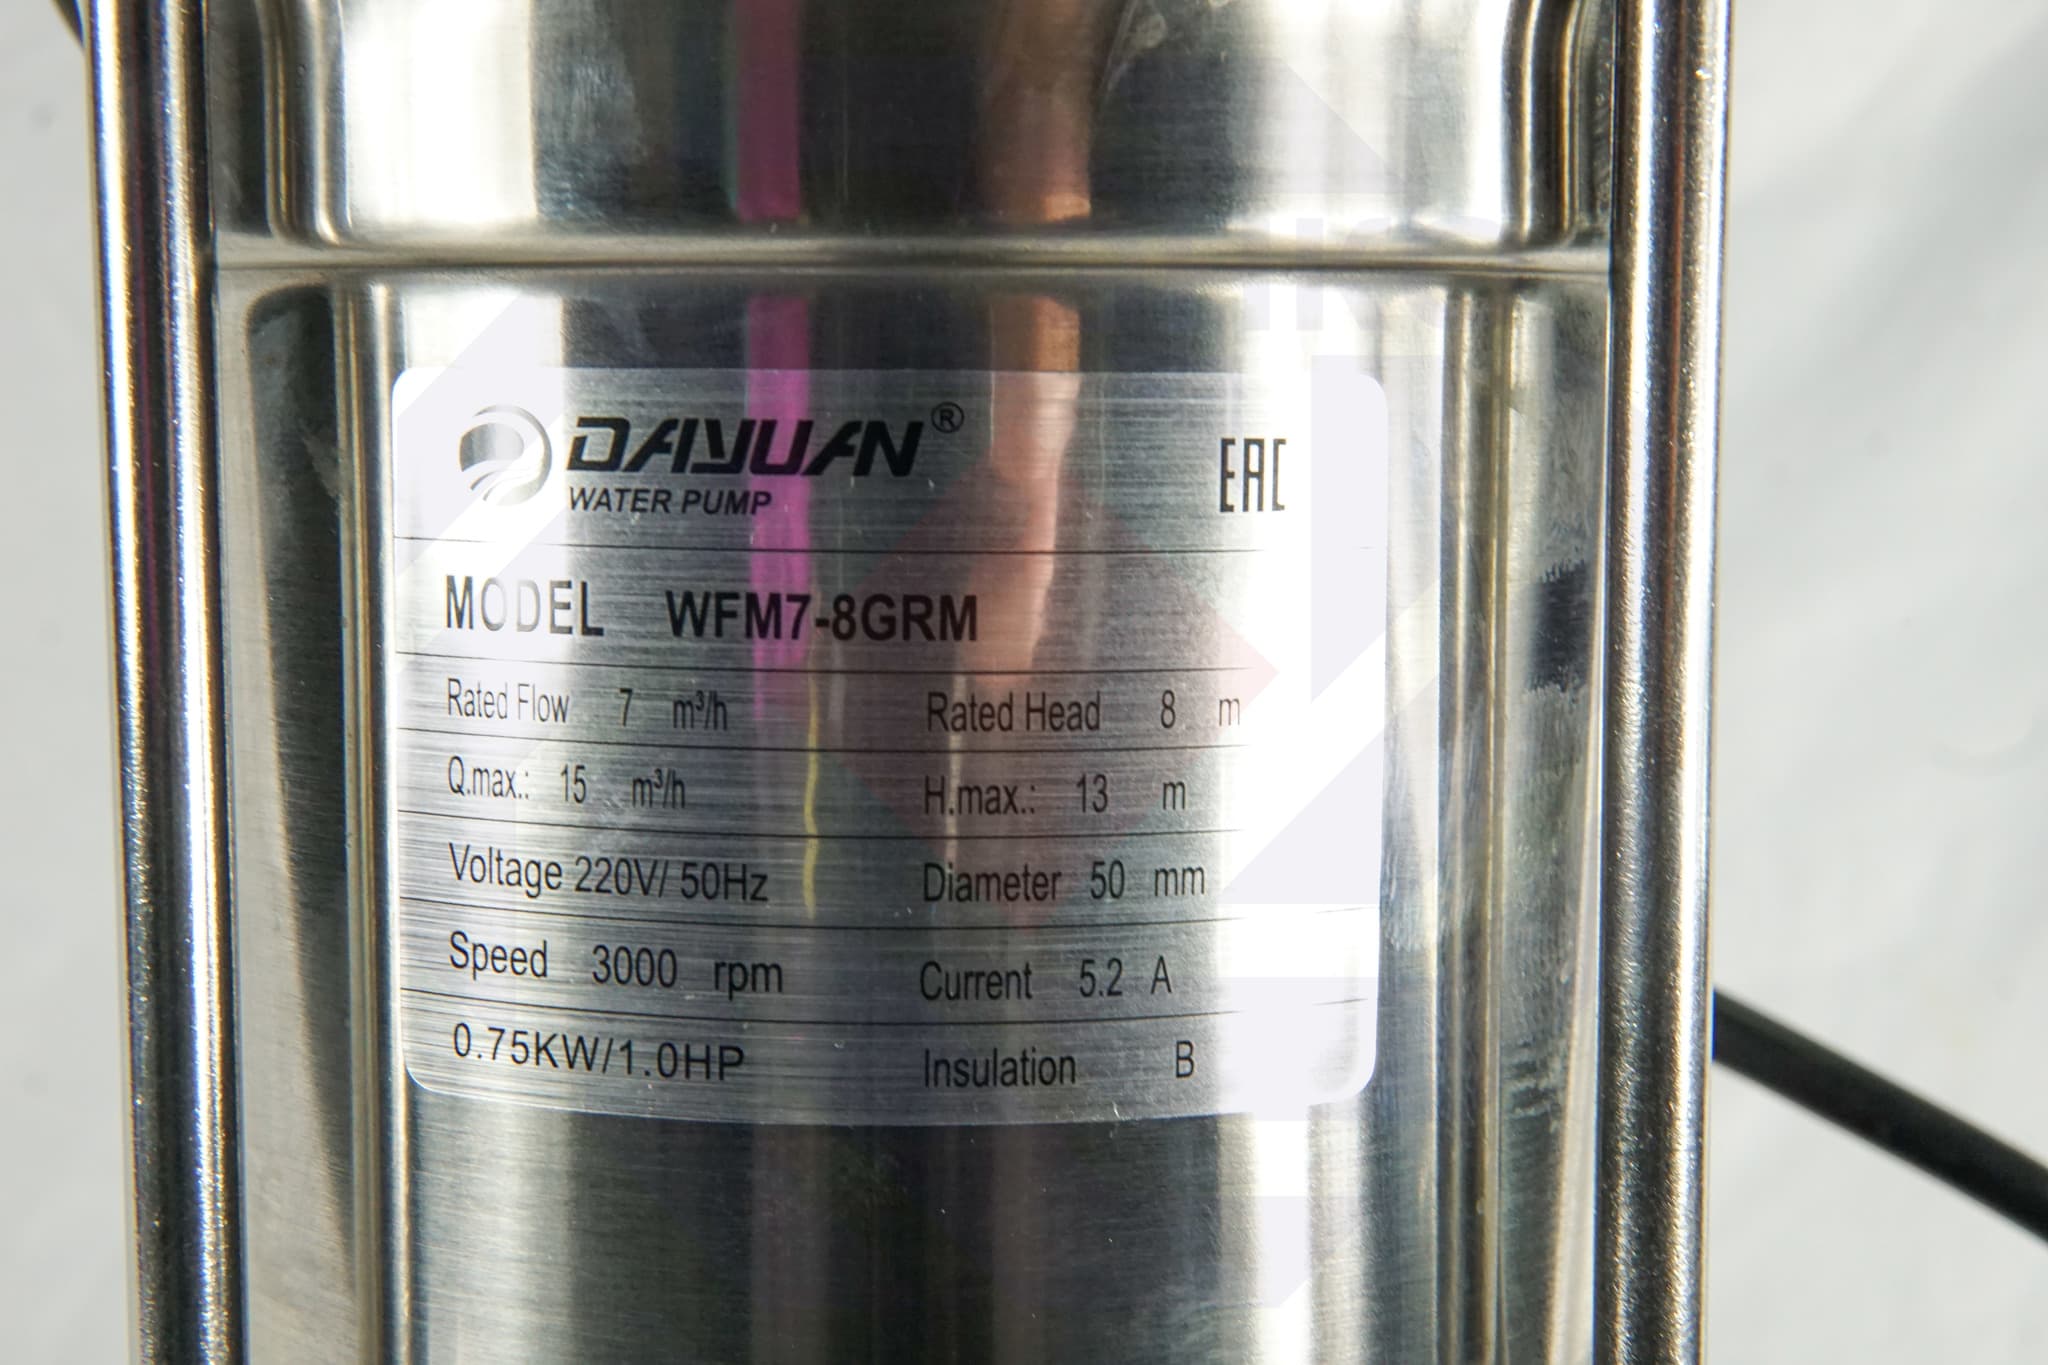 DAYUAN®
WATER PUMP
EAC
MODEL WFM7-8GRM
Rated Flow 7 m³/h Rated Head 8 m
Q.max.: 15 m³/h H.max.: 13 m
Voltage 220V/ 50Hz Diameter 50 mm
Speed 3000 rpm Current 5.2 A
0.75KW/1.0HP Insulation B